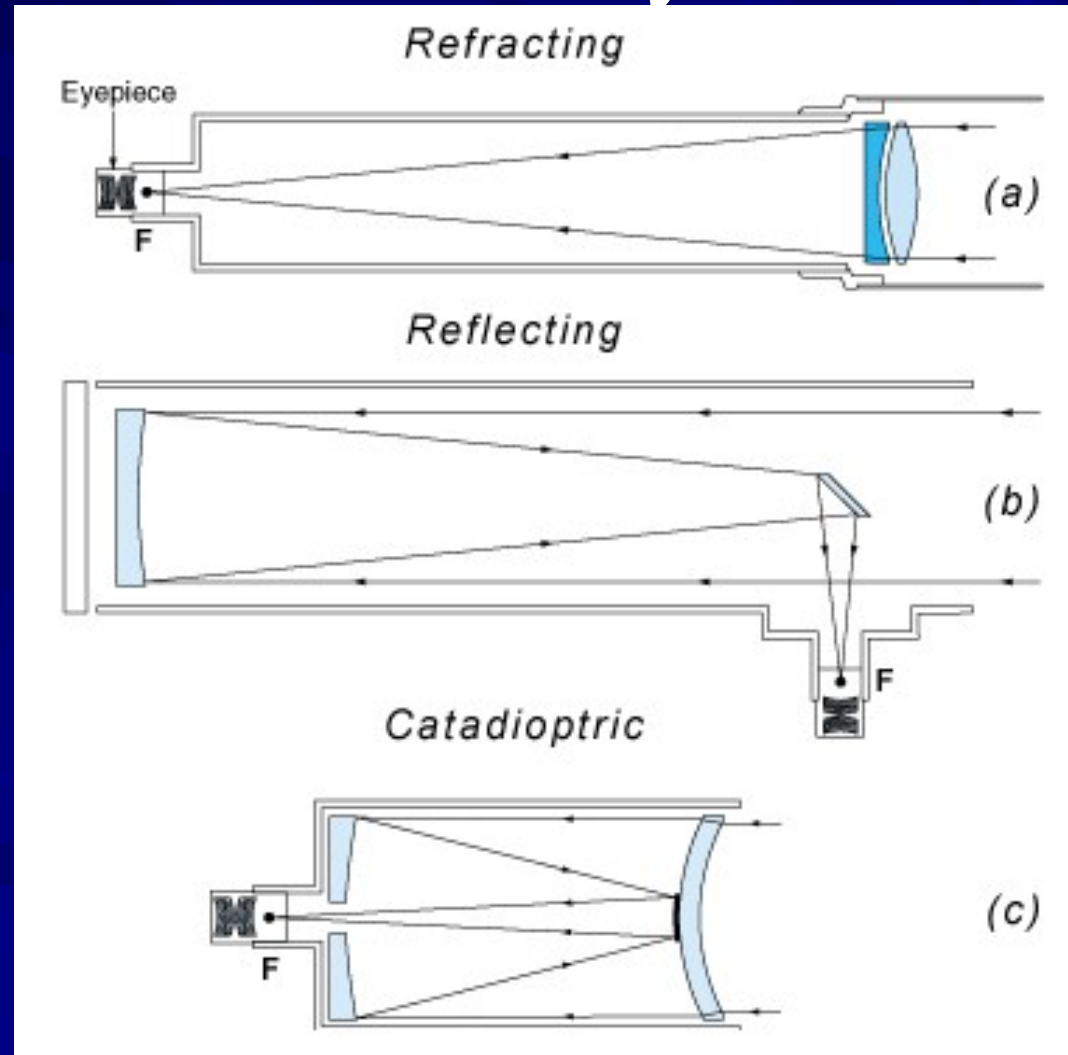 Refracting
Eyepiece
(a)
F
Reflecting
(b)
F
Catadioptric
(c)
F